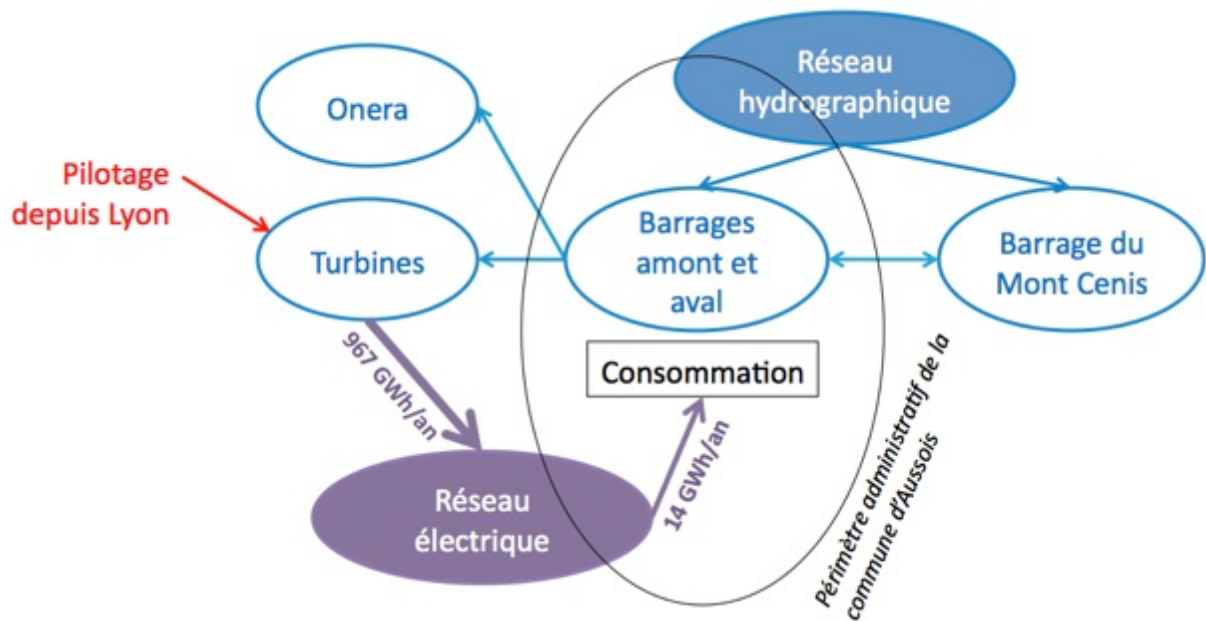 Réseau
hydrographique
Onera
Pilotage
depuis Lyon
Turbines
Barrages
amont et
aval
Barrage du
Mont Cenis
967 GWh/an
Consommation
14 GWh/an
Réseau
électrique
Périmètre administratif de la
commune d'Aussois